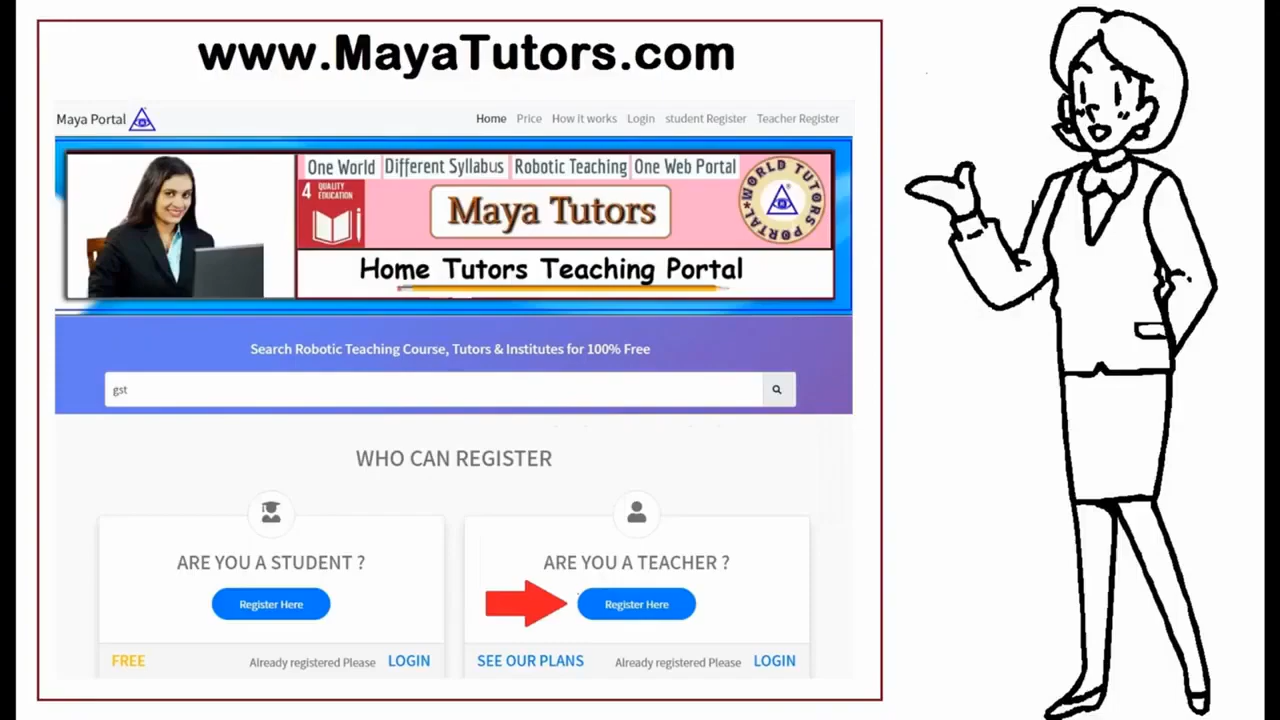 www.MayaTutors.com
Maya Portal
Home Price How it works Login student Register Teacher Register
One World Different Syllabus Robotic Teaching One Web Portal
4 QUALITY EDUCATION
Maya Tutors
WORLD TUTORS PORTAL
Home Tutors Teaching Portal
Search Robotic Teaching Course, Tutors & Institutes for 100% Free
gst
WHO CAN REGISTER
ARE YOU A STUDENT ?
Register Here
FREE Already registered Please LOGIN
ARE YOU A TEACHER ?
Register Here
SEE OUR PLANS Already registered Please LOGIN